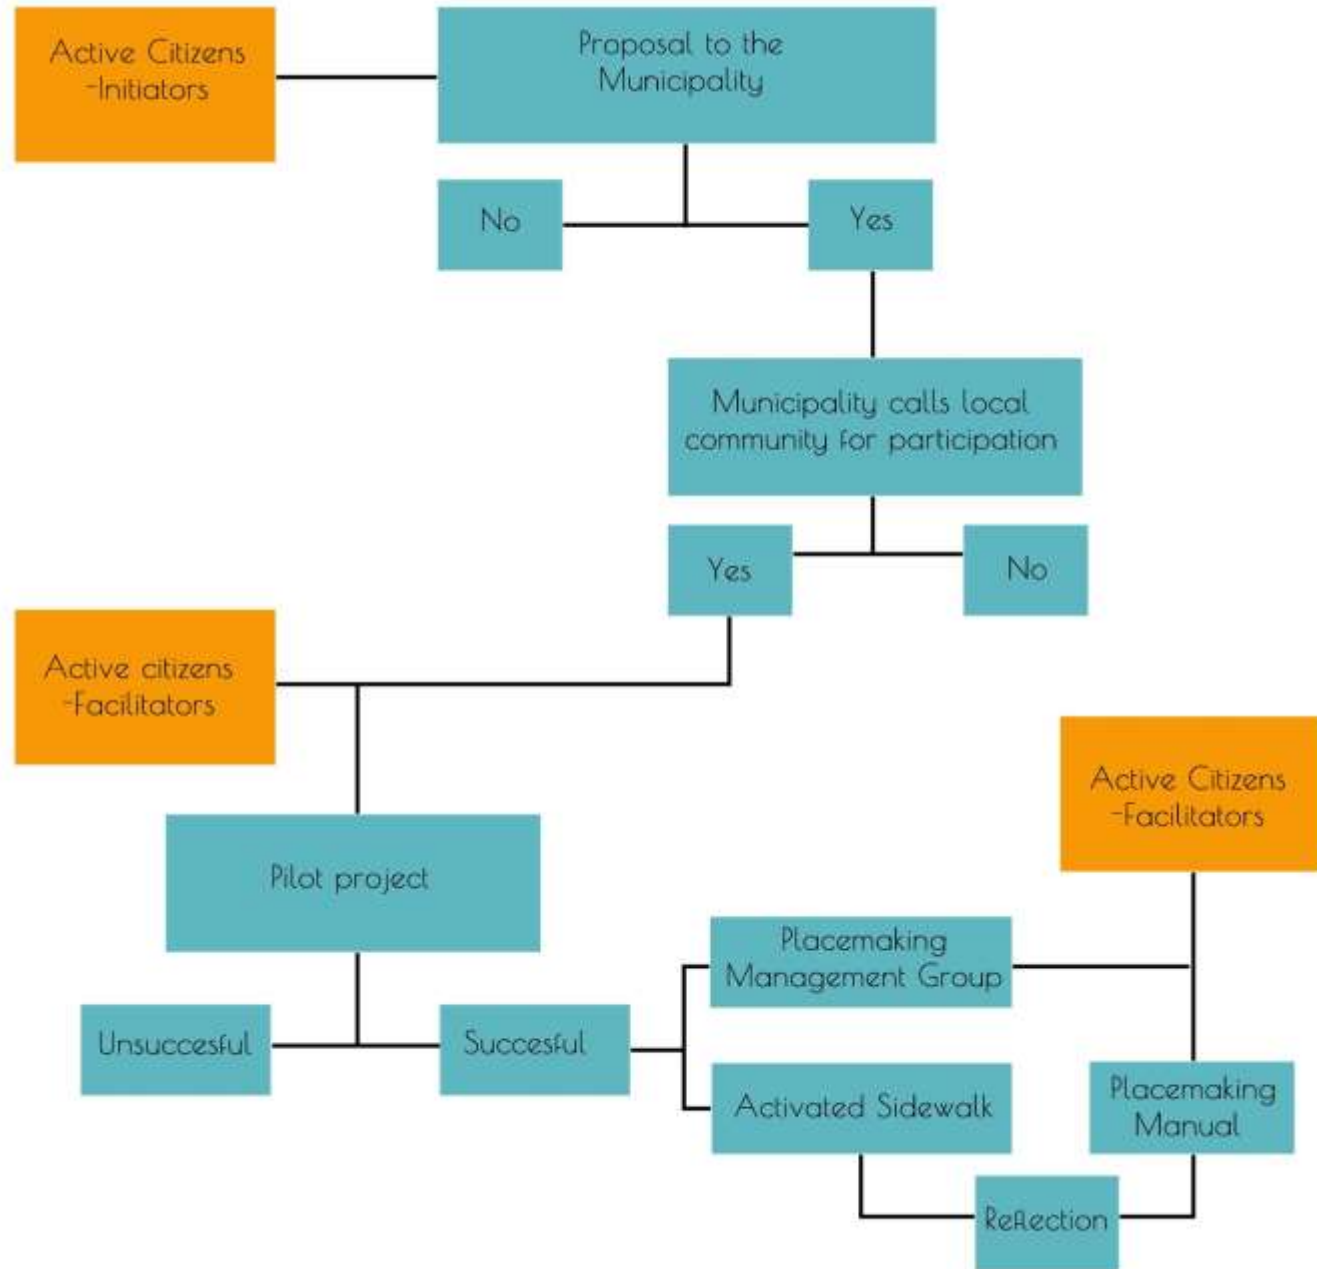 Active Citizens
-Initiators
Proposal to the
Municipality
No
Yes
Municipality calls local
community for participation
Yes
No
Active citizens
-Facilitators
Active Citizens
-Facilitators
Pilot project
Placemaking
Management Group
Unsuccesful
Succesful
Activated Sidewalk
Placemaking
Manual
Reflection